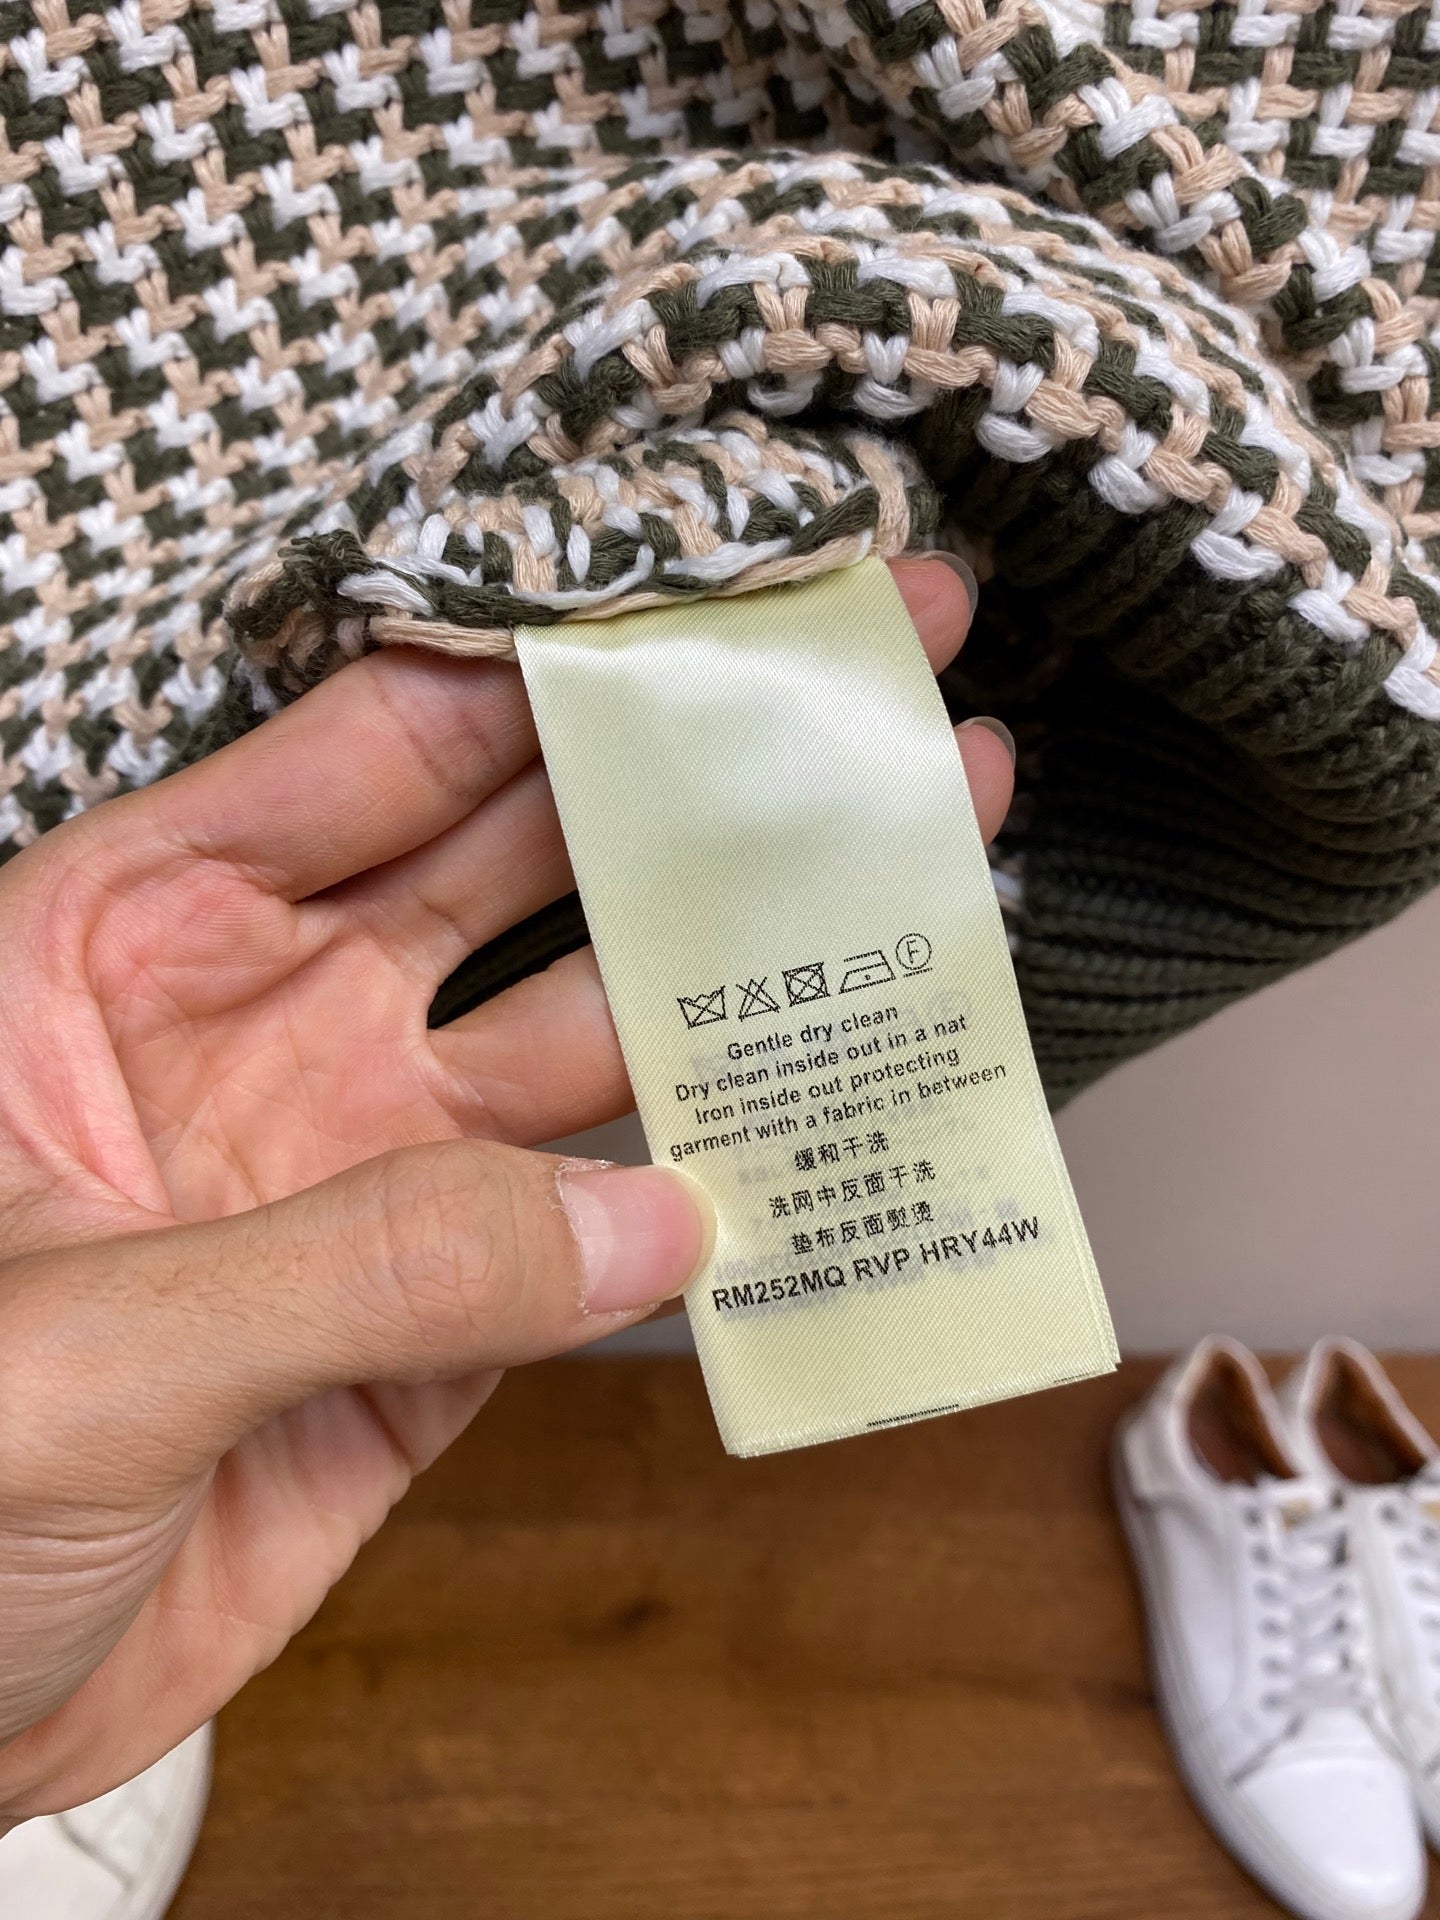 F
Gentle dry clean
Dry clean inside out in a nat
Iron inside out protecting
garment with a fabric in between
缓和干洗
洗网中反面干洗
垫布反面熨烫
RM252MQ RVP HRY44W